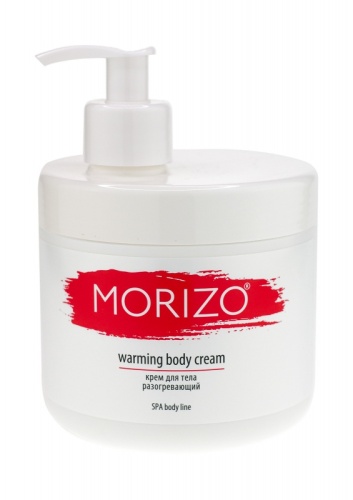 MORIZO®
warming body cream
крем для тела
разогревающий
SPA body line